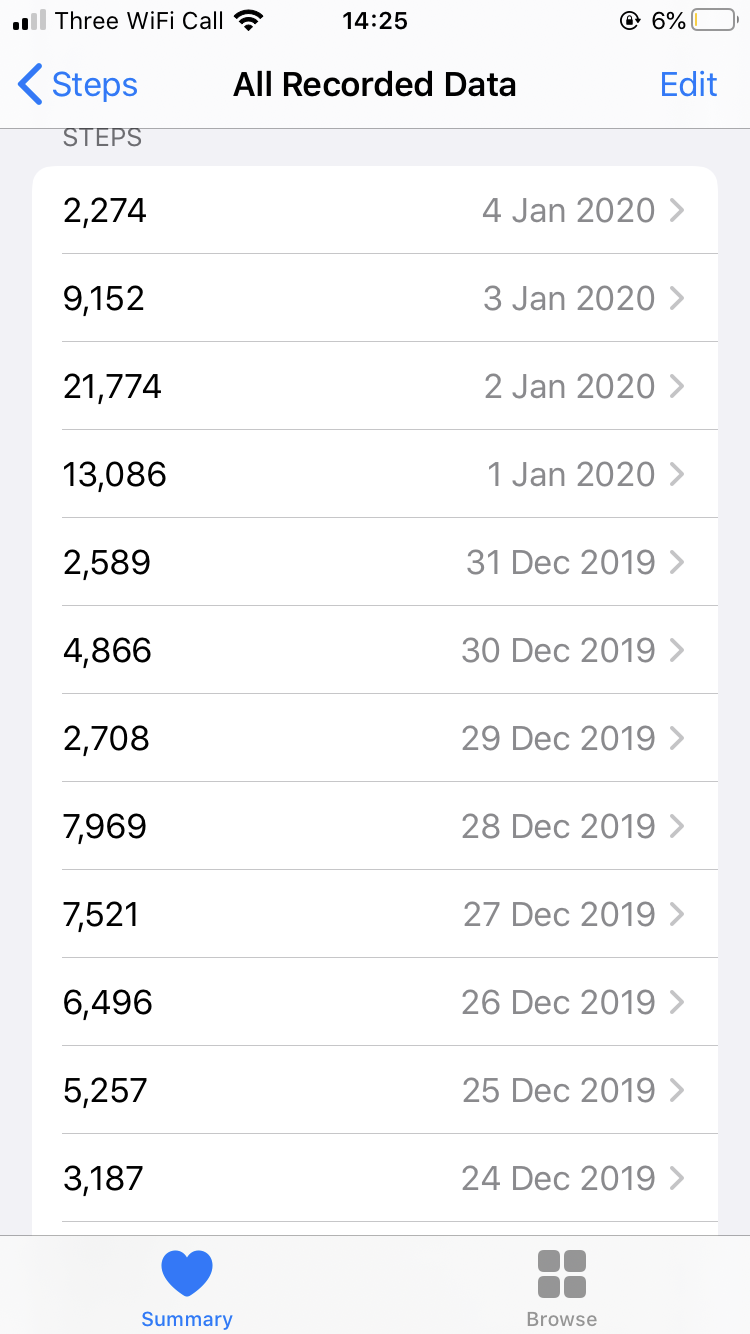 Three WiFi Call 14:25 6%
Steps All Recorded Data Edit
STEPS
2,274 4 Jan 2020
9,152 3 Jan 2020
21,774 2 Jan 2020
13,086 1 Jan 2020
2,589 31 Dec 2019
4,866 30 Dec 2019
2,708 29 Dec 2019
7,969 28 Dec 2019
7,521 27 Dec 2019
6,496 26 Dec 2019
5,257 25 Dec 2019
3,187 24 Dec 2019
Summary Browse